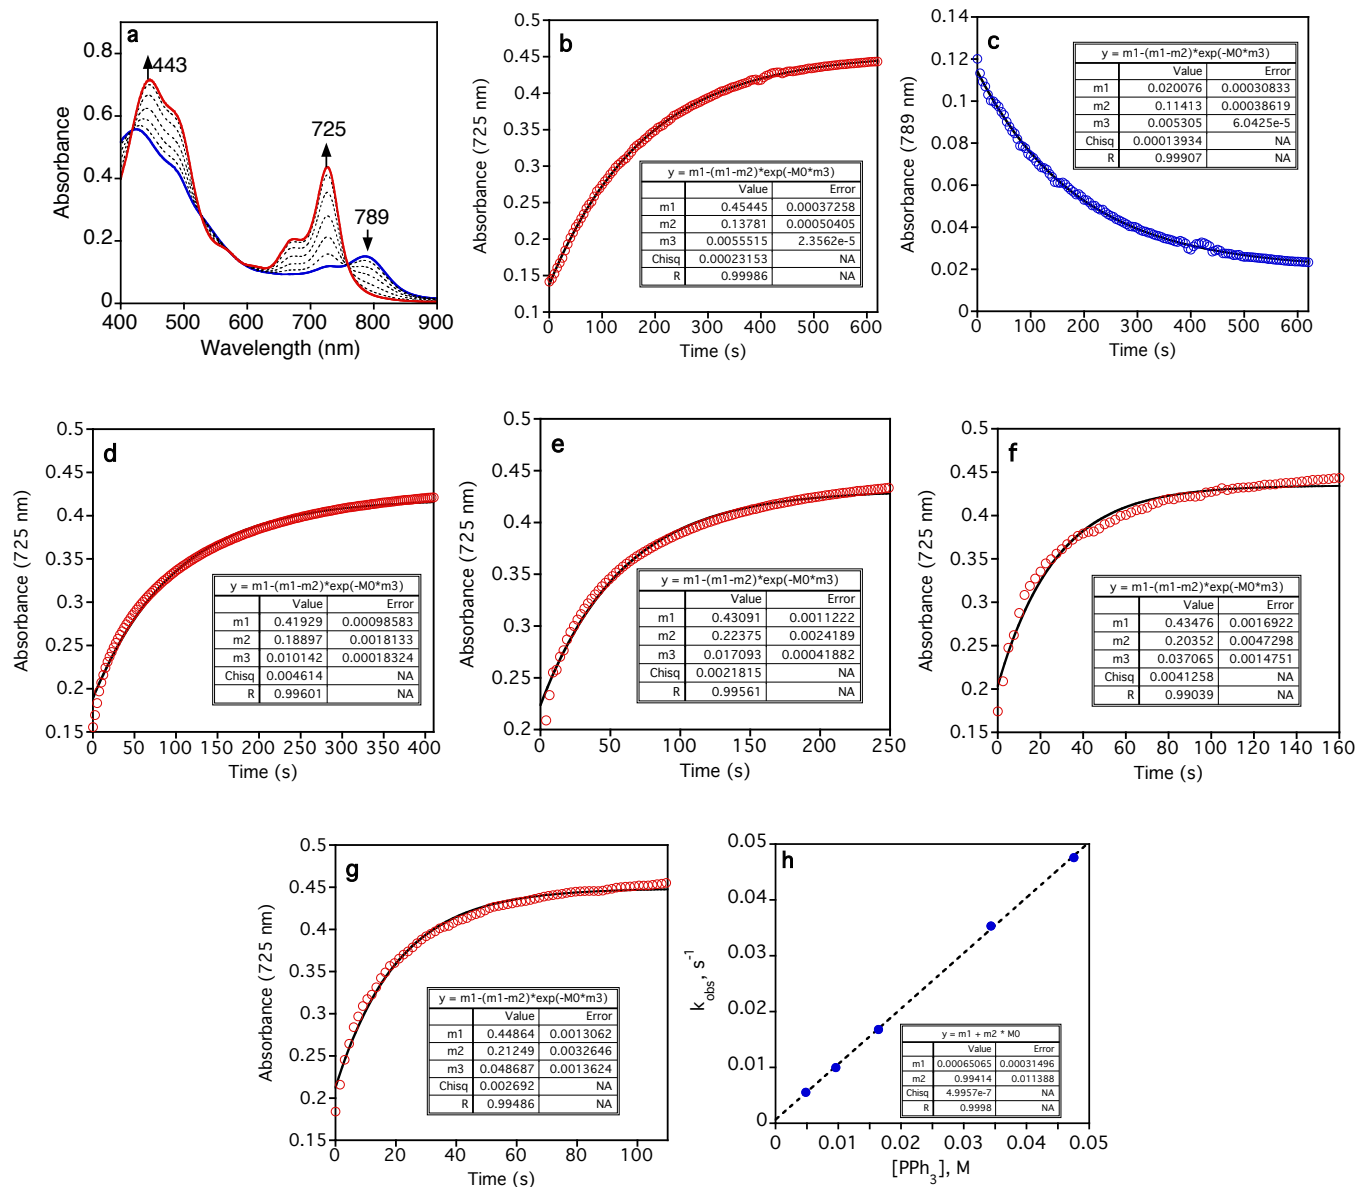 a
443
725
789
0.8
0.6
0.4
0.2
0
Absorbance
400 500 600 700 800 900
Wavelength (nm)
b
0.5
0.45
0.4
0.35
0.3
0.25
0.2
0.15
0.1
Absorbance (725 nm)
y = m1-(m1-m2)*exp(-M0*m3)
Value Error
m1 0.45445 0.00037258
m2 0.13781 0.00050405
m3 0.0055515 2.3562e-5
Chisq 0.00023153 NA
R 0.99986 NA
0 100 200 300 400 500 600
Time (s)
c
0.14
0.12
0.1
0.08
0.06
0.04
0.02
0
Absorbance (789 nm)
y = m1-(m1-m2)*exp(-M0*m3)
Value Error
m1 0.020076 0.00030833
m2 0.11413 0.00038619
m3 0.005305 6.0425e-5
Chisq 0.00013934 NA
R 0.99907 NA
0 100 200 300 400 500 600
Time (s)
d
0.5
0.45
0.4
0.35
0.3
0.25
0.2
0.15
Absorbance (725 nm)
y = m1-(m1-m2)*exp(-M0*m3)
Value Error
m1 0.41929 0.00098583
m2 0.18897 0.0018133
m3 0.010142 0.00018324
Chisq 0.004614 NA
R 0.99601 NA
0 50 100 150 200 250 300 350 400
Time (s)
e
0.5
0.45
0.4
0.35
0.3
0.25
0.2
Absorbance (725 nm)
y = m1-(m1-m2)*exp(-M0*m3)
Value Error
m1 0.43091 0.0011222
m2 0.22375 0.0024189
m3 0.017093 0.00041882
Chisq 0.0021815 NA
R 0.99561 NA
0 50 100 150 200 250
Time (s)
f
0.5
0.45
0.4
0.35
0.3
0.25
0.2
0.15
Absorbance (725 nm)
y = m1-(m1-m2)*exp(-M0*m3)
Value Error
m1 0.43476 0.0016922
m2 0.20352 0.0047298
m3 0.037065 0.0014751
Chisq 0.0041258 NA
R 0.99039 NA
0 20 40 60 80 100 120 140 160
Time (s)
g
0.5
0.45
0.4
0.35
0.3
0.25
0.2
0.15
Absorbance (725 nm)
y = m1-(m1-m2)*exp(-M0*m3)
Value Error
m1 0.44864 0.0013062
m2 0.21249 0.0032646
m3 0.048687 0.0013624
Chisq 0.002692 NA
R 0.99486 NA
0 20 40 60 80 100
Time (s)
h
0.05
0.04
0.03
0.02
0.01
0
k_obs, s⁻¹
y = m1 + m2 * M0
Value Error
m1 0.00065065 0.00031496
m2 0.99414 0.011388
Chisq 4.9957e-7 NA
R 0.9998 NA
0 0.01 0.02 0.03 0.04 0.05
[PPh₃], M